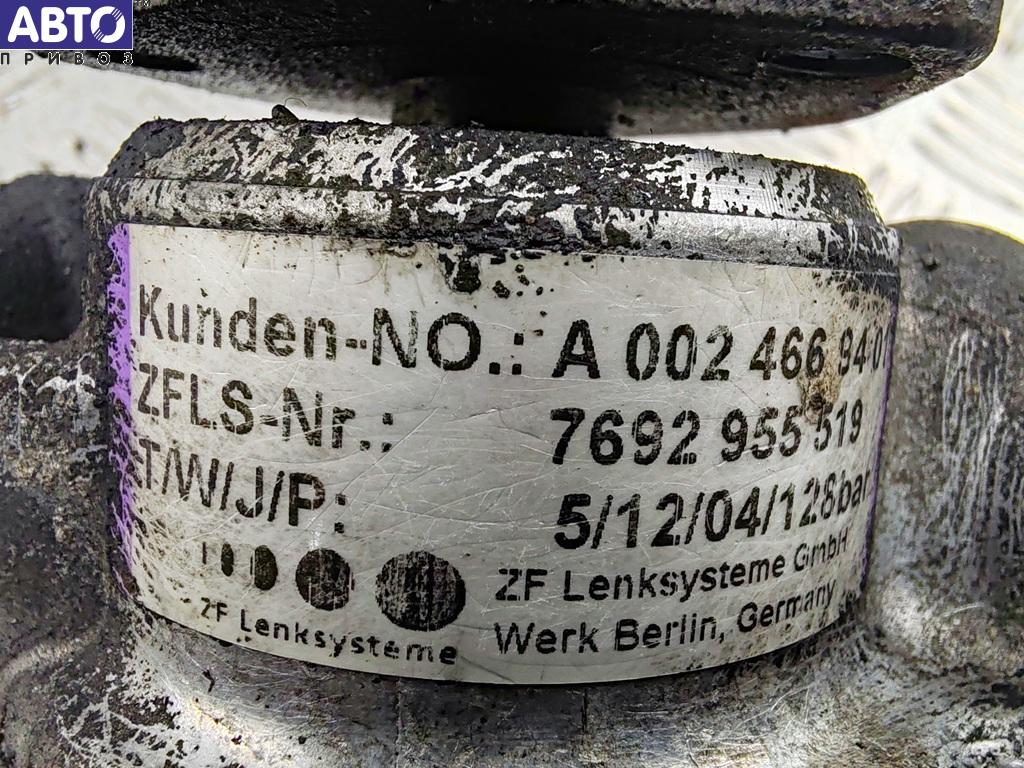 АВТО
ПРИВОЗ
Kunden-NO.: A 002 466 94 0
ZFLS-Nr.: 7692 955 519
T/W/J/P: 5/12/04/128bar
ZF Lenksysteme GmbH
ZF Lenksysteme
Werk Berlin, Germany